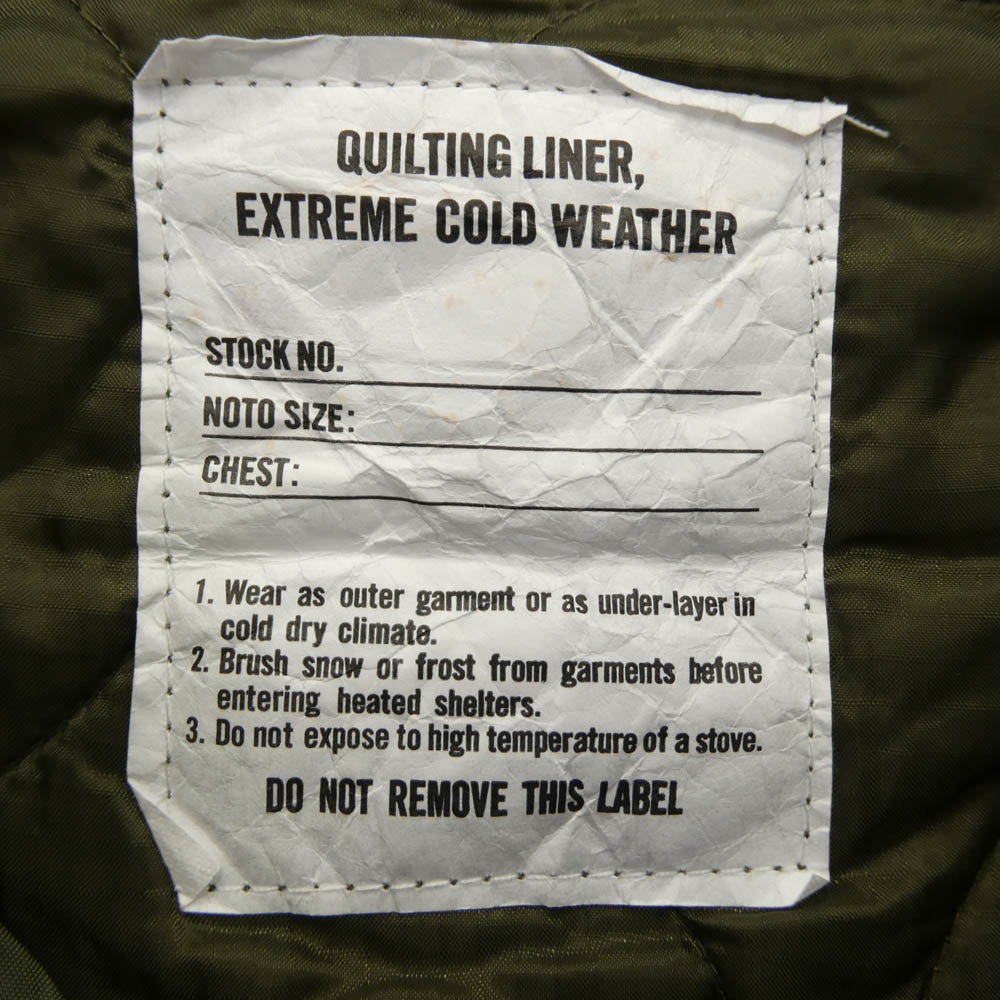 QUILTING LINER,
EXTREME COLD WEATHER
STOCK NO.
NOTO SIZE:
CHEST:
1. Wear as outer garment or as under-layer in
cold dry climate.
2. Brush snow or frost from garments before
entering heated shelters.
3. Do not expose to high temperature of a stove.
DO NOT REMOVE THIS LABEL